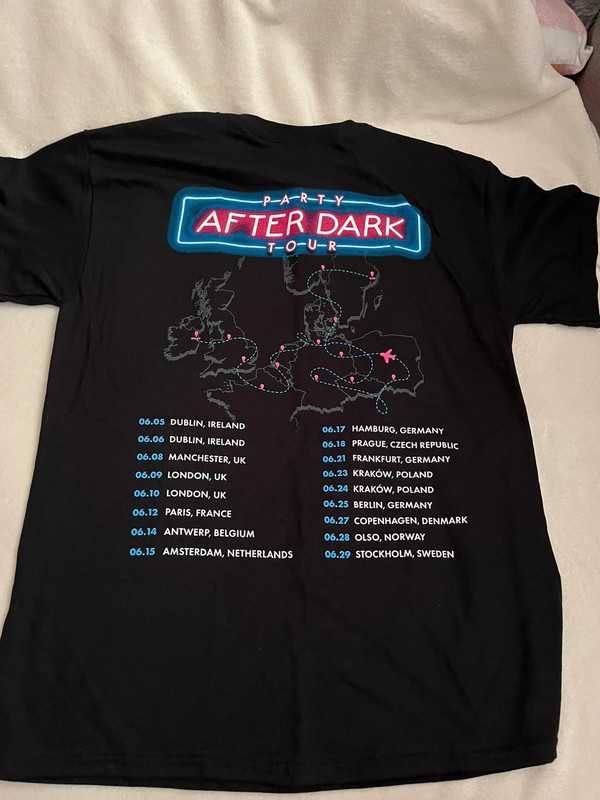 PARTY
AFTER DARK
TOUR
06.05 DUBLIN, IRELAND
06.06 DUBLIN, IRELAND
06.08 MANCHESTER, UK
06.09 LONDON, UK
06.10 LONDON, UK
06.12 PARIS, FRANCE
06.14 ANTWERP, BELGIUM
06.15 AMSTERDAM, NETHERLANDS
06.17 HAMBURG, GERMANY
06.18 PRAGUE, CZECH REPUBLIC
06.21 FRANKFURT, GERMANY
06.23 KRAKÓW, POLAND
06.24 KRAKÓW, POLAND
06.25 BERLIN, GERMANY
06.27 COPENHAGEN, DENMARK
06.28 OLSO, NORWAY
06.29 STOCKHOLM, SWEDEN